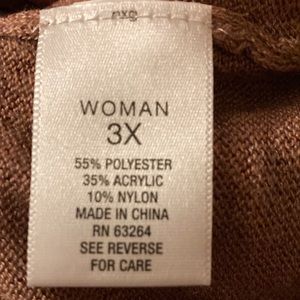 WOMAN
3X
55% POLYESTER
35% ACRYLIC
10% NYLON
MADE IN CHINA
RN 63264
SEE REVERSE
FOR CARE